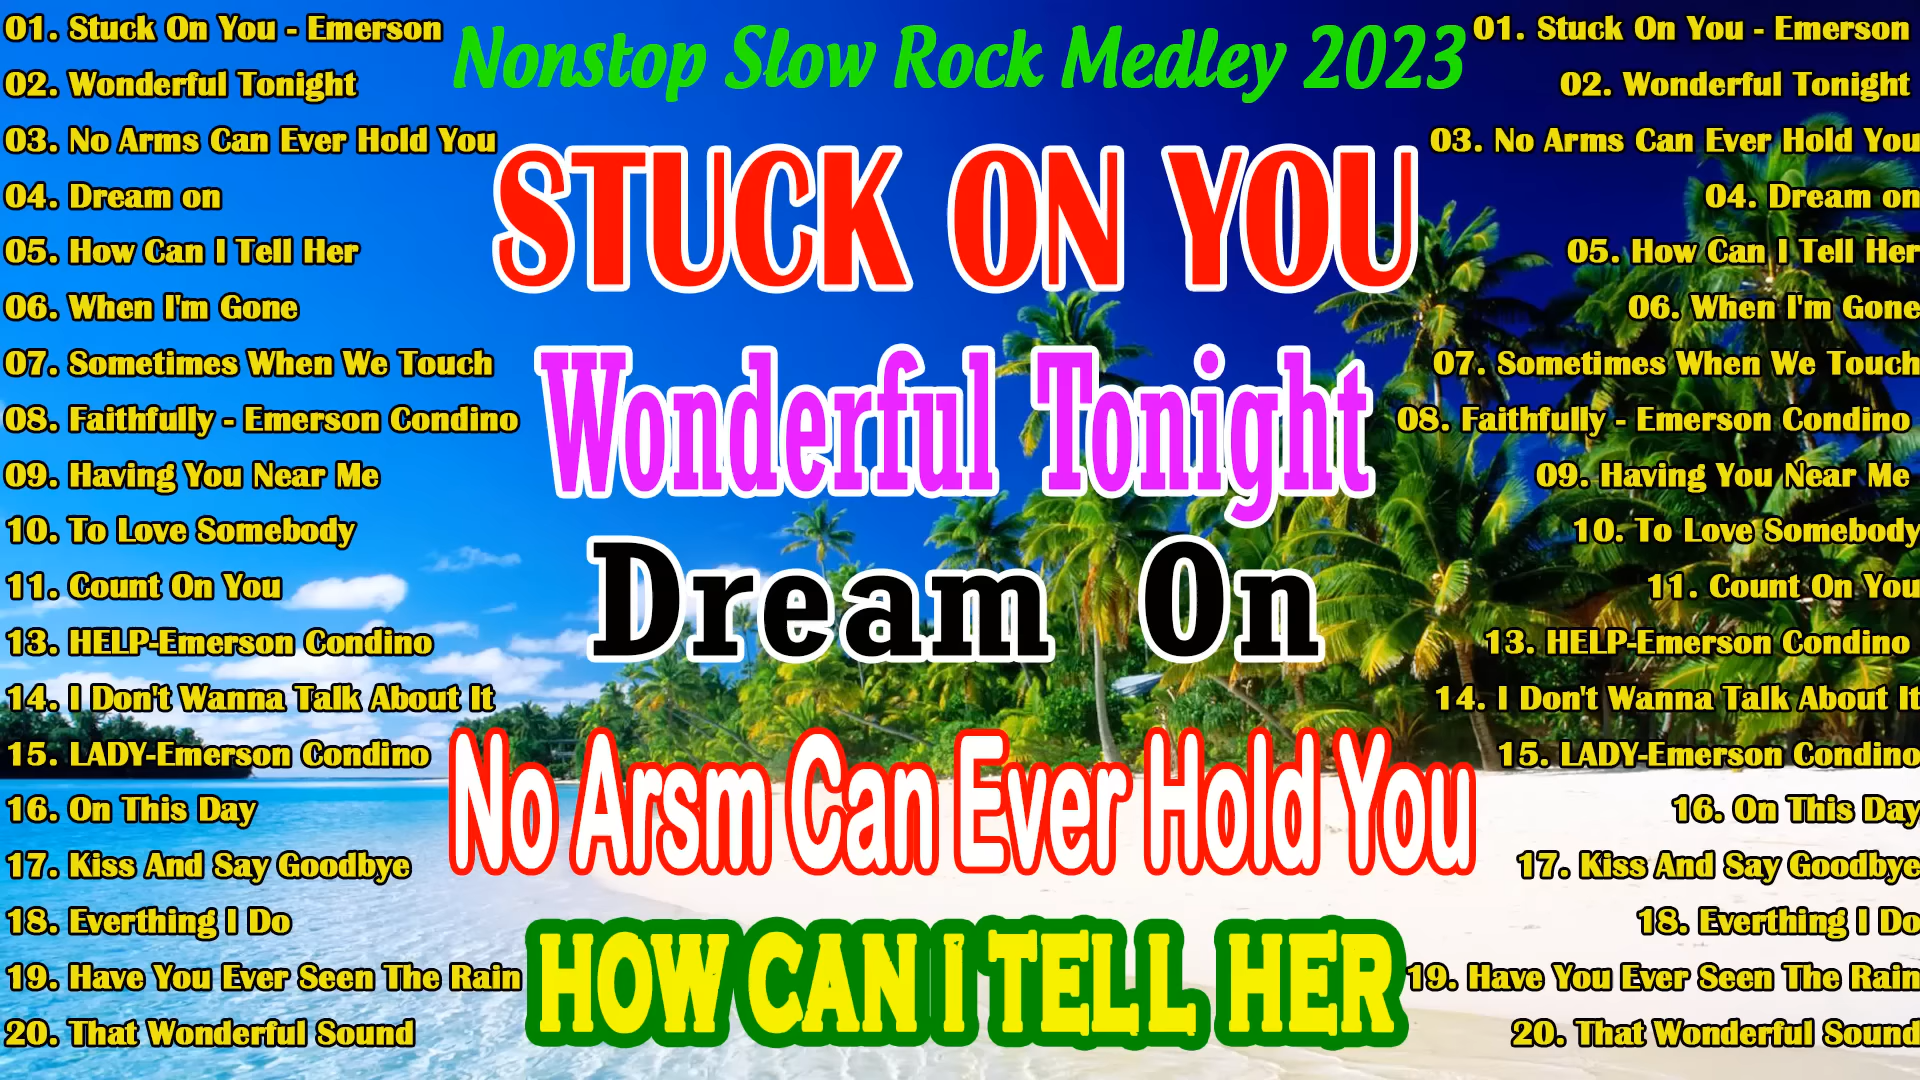 01. Stuck On You - Emerson
02. Wonderful Tonight
03. No Arms Can Ever Hold You
04. Dream on
05. How Can I Tell Her
06. When I'm Gone
07. Sometimes When We Touch
08. Faithfully - Emerson Condino
09. Having You Near Me
10. To Love Somebody
11. Count On You
13. HELP-Emerson Condino
14. I Don't Wanna Talk About It
15. LADY-Emerson Condino
16. On This Day
17. Kiss And Say Goodbye
18. Everthing I Do
19. Have You Ever Seen The Rain
20. That Wonderful Sound
Nonstop Slow Rock Medley 2023
STUCK ON YOU
Wonderful Tonight
Dream On
No Arsm Can Ever Hold You
HOW CAN I TELL HER
01. Stuck On You - Emerson
02. Wonderful Tonight
03. No Arms Can Ever Hold You
04. Dream on
05. How Can I Tell Her
06. When I'm Gone
07. Sometimes When We Touch
08. Faithfully - Emerson Condino
09. Having You Near Me
10. To Love Somebody
11. Count On You
13. HELP-Emerson Condino
14. I Don't Wanna Talk About It
15. LADY-Emerson Condino
16. On This Day
17. Kiss And Say Goodbye
18. Everthing I Do
19. Have You Ever Seen The Rain
20. That Wonderful Sound